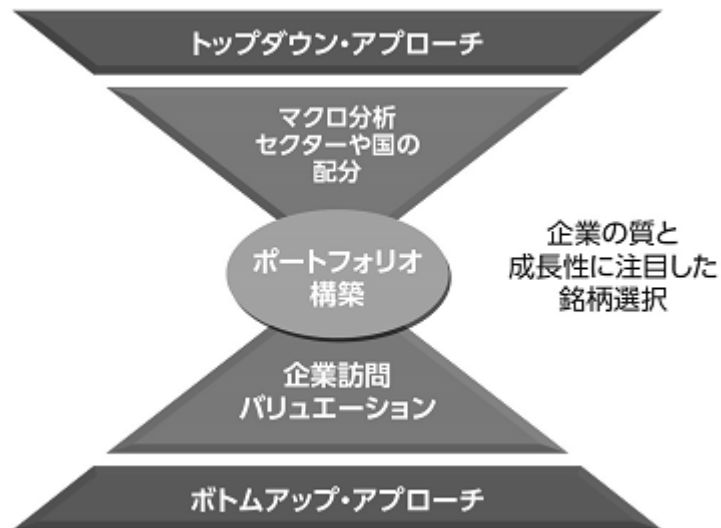 トップダウン・アプローチ
マクロ分析
セクターや国の
配分
ポートフォリオ
構築
企業の質と
成長性に注目した
銘柄選択
企業訪問
バリュエーション
ボトムアップ・アプローチ